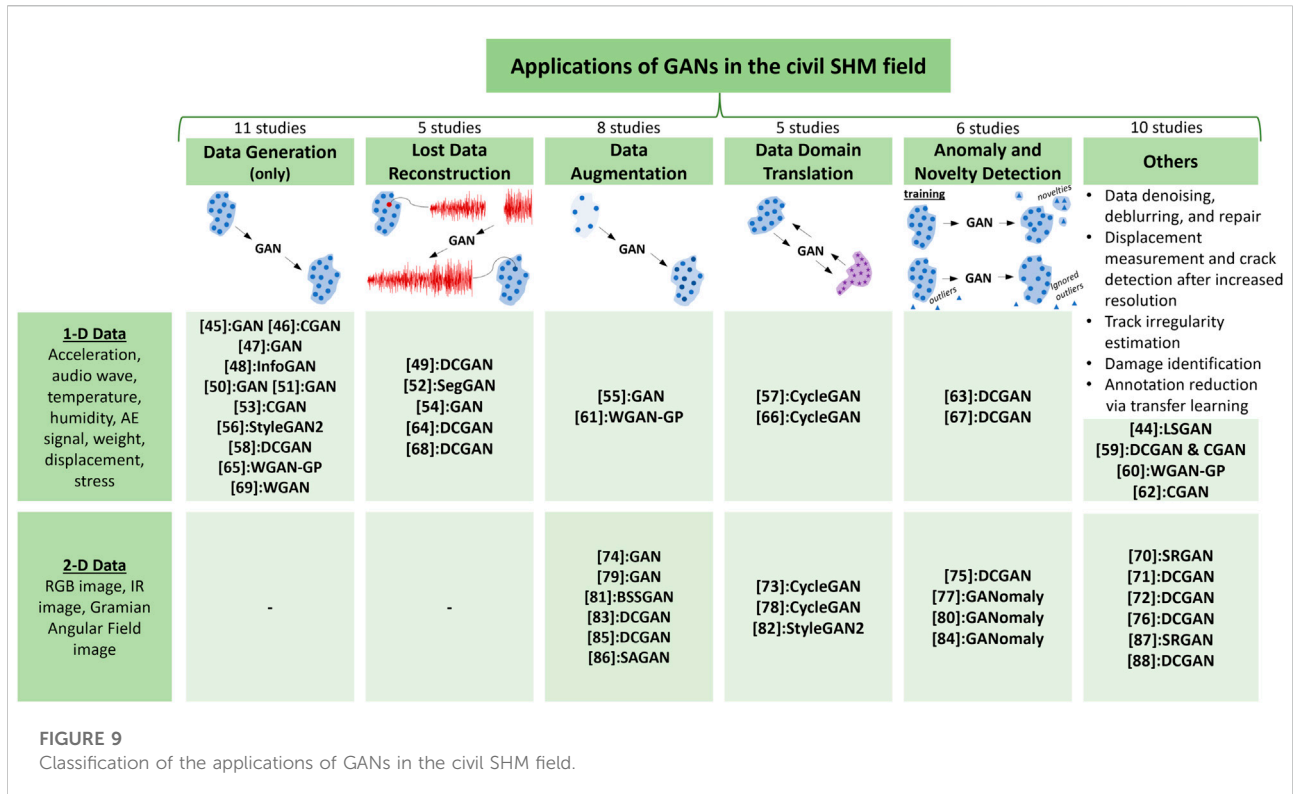 Applications of GANs in the civil SHM field
11 studies
5 studies
8 studies
5 studies
6 studies
10 studies
Data Generation
(only)
Lost Data
Reconstruction
Data
Augmentation
Data Domain
Translation
Anomaly and
Novelty Detection
Others
GAN
GAN
GAN
GAN
training
novelties
GAN
outliers
GAN
Ignored
outliers
• Data denoising,
deblurring, and repair
• Displacement
measurement and crack
detection after increased
resolution
• Track irregularity
estimation
• Damage identification
• Annotation reduction
via transfer learning
1-D Data
Acceleration,
audio wave,
temperature,
humidity, AE
signal, weight,
displacement,
stress
[45]:GAN [46]:CGAN
[47]:GAN
[48]:InfoGAN
[50]:GAN [51]:GAN
[53]:CGAN
[56]:StyleGAN2
[58]:DCGAN
[65]:WGAN-GP
[69]:WGAN
[49]:DCGAN
[52]:SegGAN
[54]:GAN
[64]:DCGAN
[68]:DCGAN
[55]:GAN
[61]:WGAN-GP
[57]:CycleGAN
[66]:CycleGAN
[63]:DCGAN
[67]:DCGAN
[44]:LSGAN
[59]:DCGAN & CGAN
[60]:WGAN-GP
[62]:CGAN
2-D Data
RGB image, IR
image, Gramian
Angular Field
image
-
-
[74]:GAN
[79]:GAN
[81]:BSSGAN
[83]:DCGAN
[85]:DCGAN
[86]:SAGAN
[73]:CycleGAN
[78]:CycleGAN
[82]:StyleGAN2
[75]:DCGAN
[77]:GANomaly
[80]:GANomaly
[84]:GANomaly
[70]:SRGAN
[71]:DCGAN
[72]:DCGAN
[76]:DCGAN
[87]:SRGAN
[88]:DCGAN
FIGURE 9
Classification of the applications of GANs in the civil SHM field.